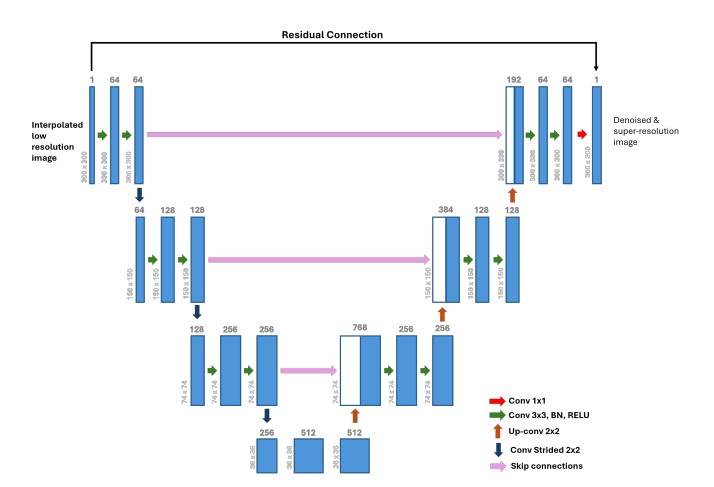 Residual Connection
1 64 64 192 64 64 1
Interpolated
low
resolution
image
Denoised &
super-resolution
image
300 x 300
300 x 300
300 x 300
300 x 300
300 x 300
300 x 300
300 x 300
64 128 128 384 128 128
150 x 150
150 x 150
150 x 150
150 x 150
150 x 150
150 x 150
128 256 256 768 256 256
74 x 74
74 x 74
74 x 74
74 x 74
74 x 74
74 x 74
256 512 512
36 x 36
36 x 36
36 x 36
Conv 1x1
Conv 3x3, BN, RELU
Up-conv 2x2
Conv Strided 2x2
Skip connections